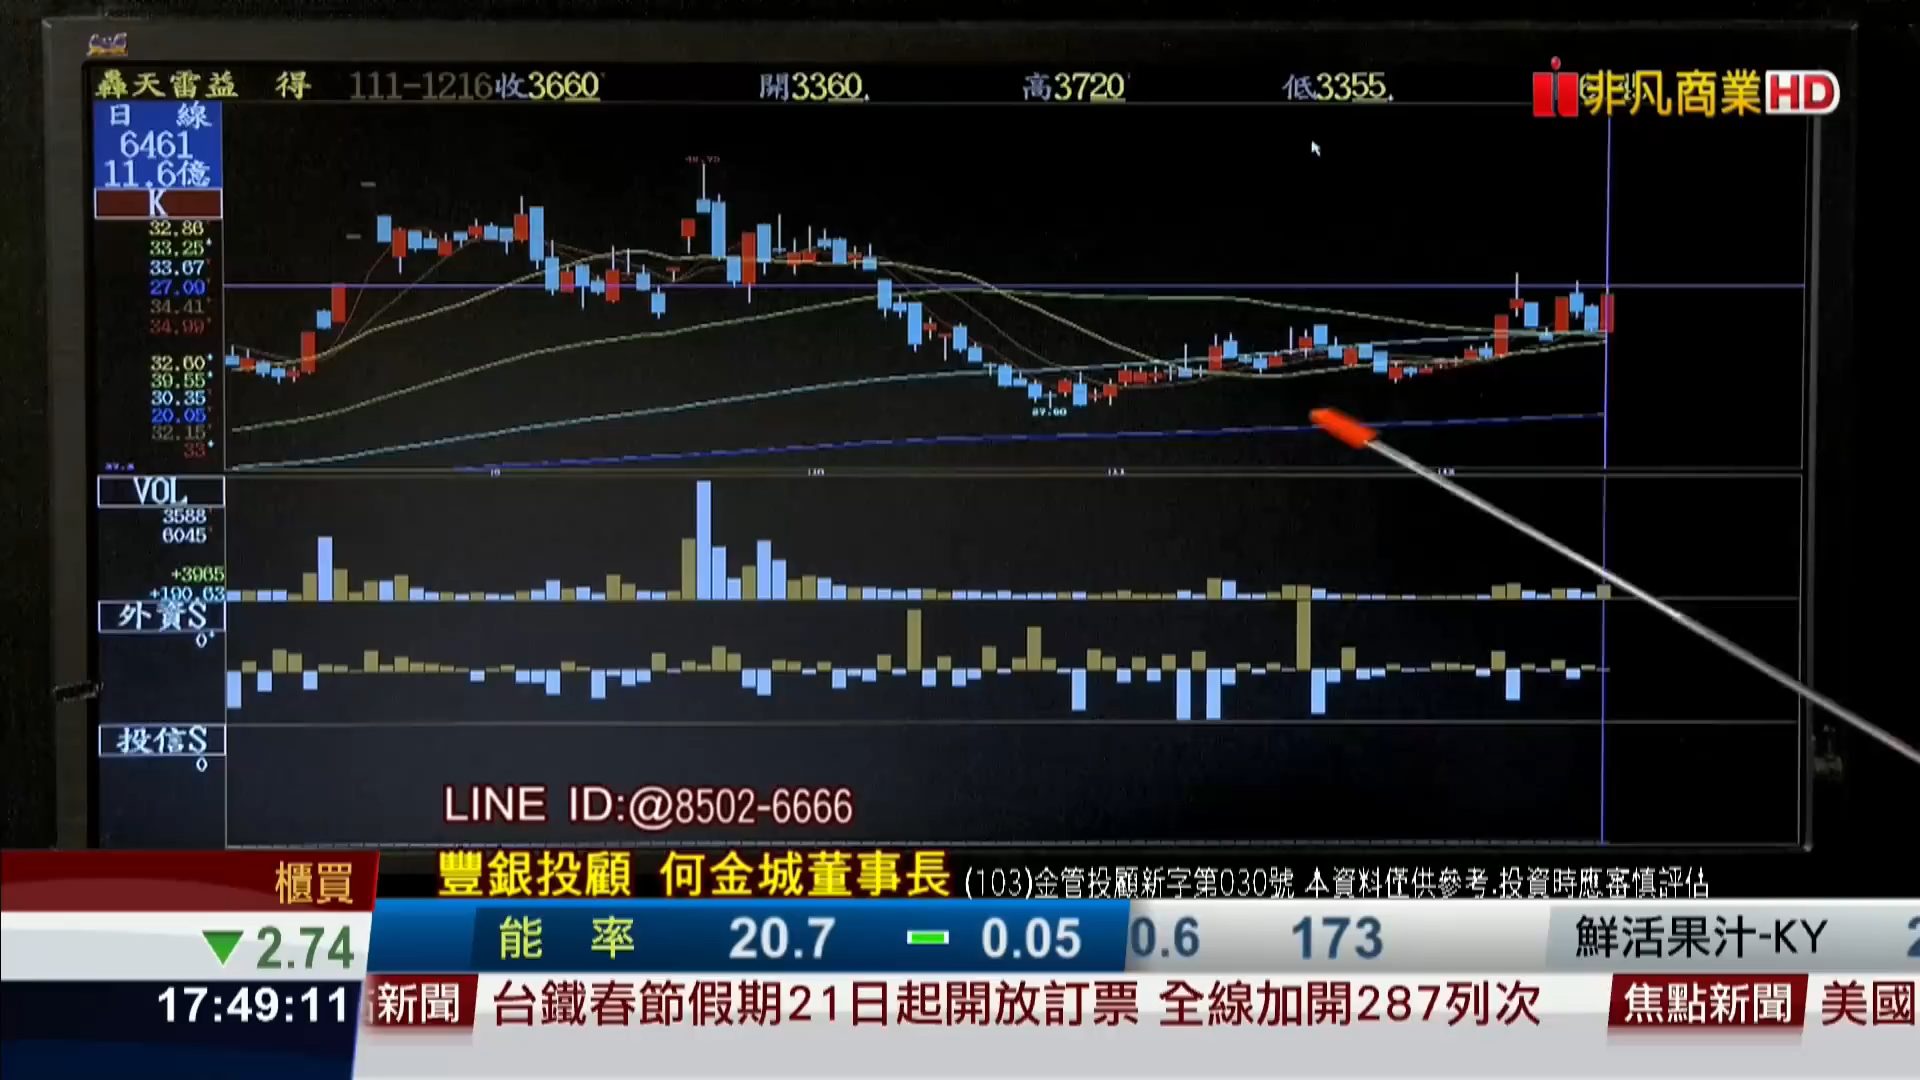 轟天雷益 得 111-1216收3660 開3360 高3720 低3355
非凡商業HD
日 線
6461
11.6億
K
32.86
33.25
33.67
27.09
34.41
34.99
32.60
39.55
30.35
20.05
32.15
33
27.60
VOL
3588
6045
+3965
+190.63
外資S
0
投信S
0
LINE ID:@8502-6666
豐銀投顧 何金城董事長 (103)金管投顧新字第030號 本資料僅供參考.投資時應審慎評估
櫃買
2.74
能 率 20.7 0.05 0.6 173 鮮活果汁-KY
17:49:11
新聞 台鐵春節假期21日起開放訂票 全線加開287列次 焦點新聞 美國